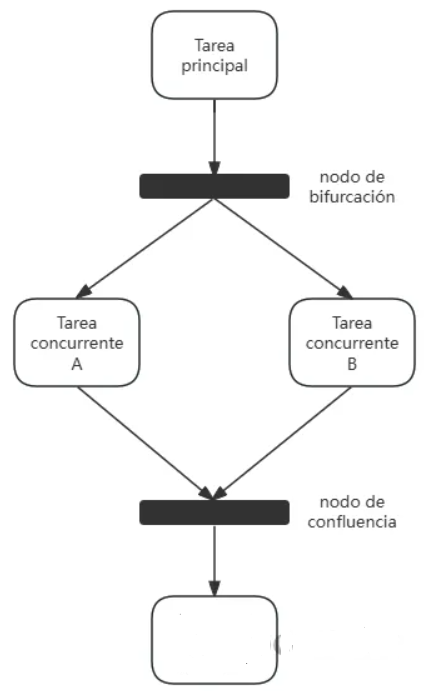 Tarea
principal
nodo de
bifurcación
Tarea
concurrente
A
Tarea
concurrente
B
nodo de
confluencia